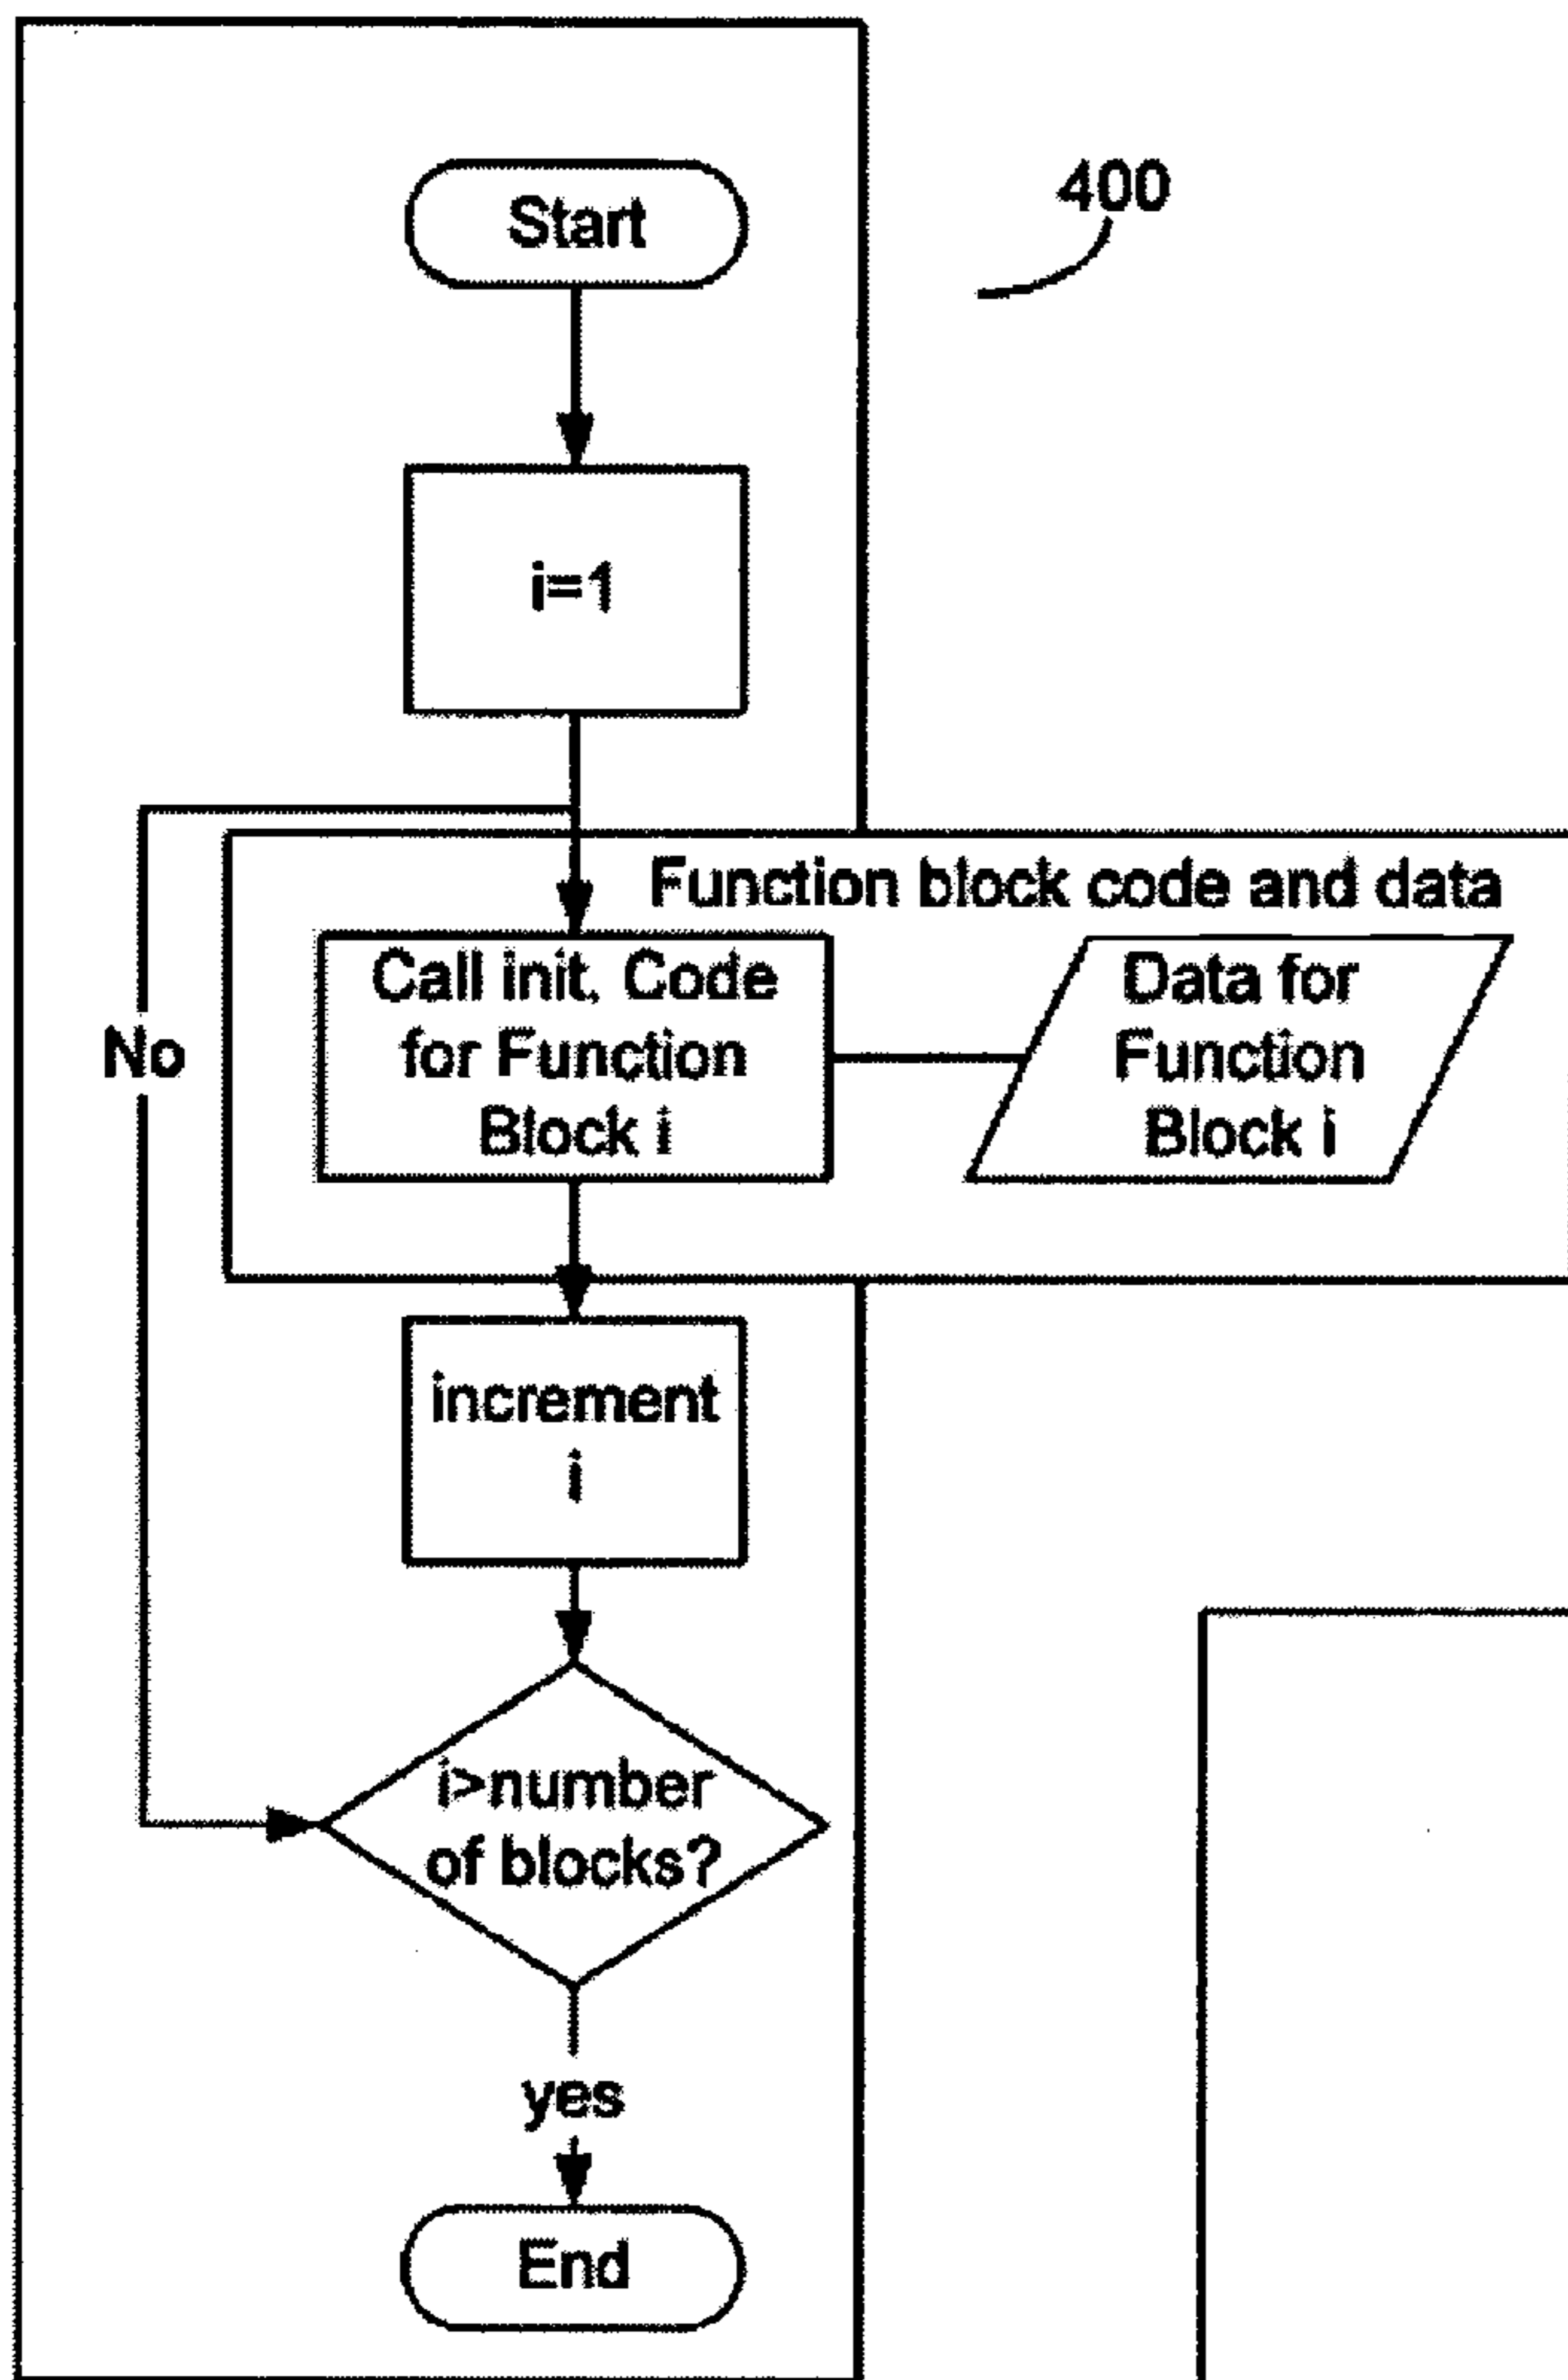 Start
400
i=1
Function block code and data
Call init. Code
for Function
Block i
Data for
Function
Block i
No
increment
i
i>number
of blocks?
yes
End